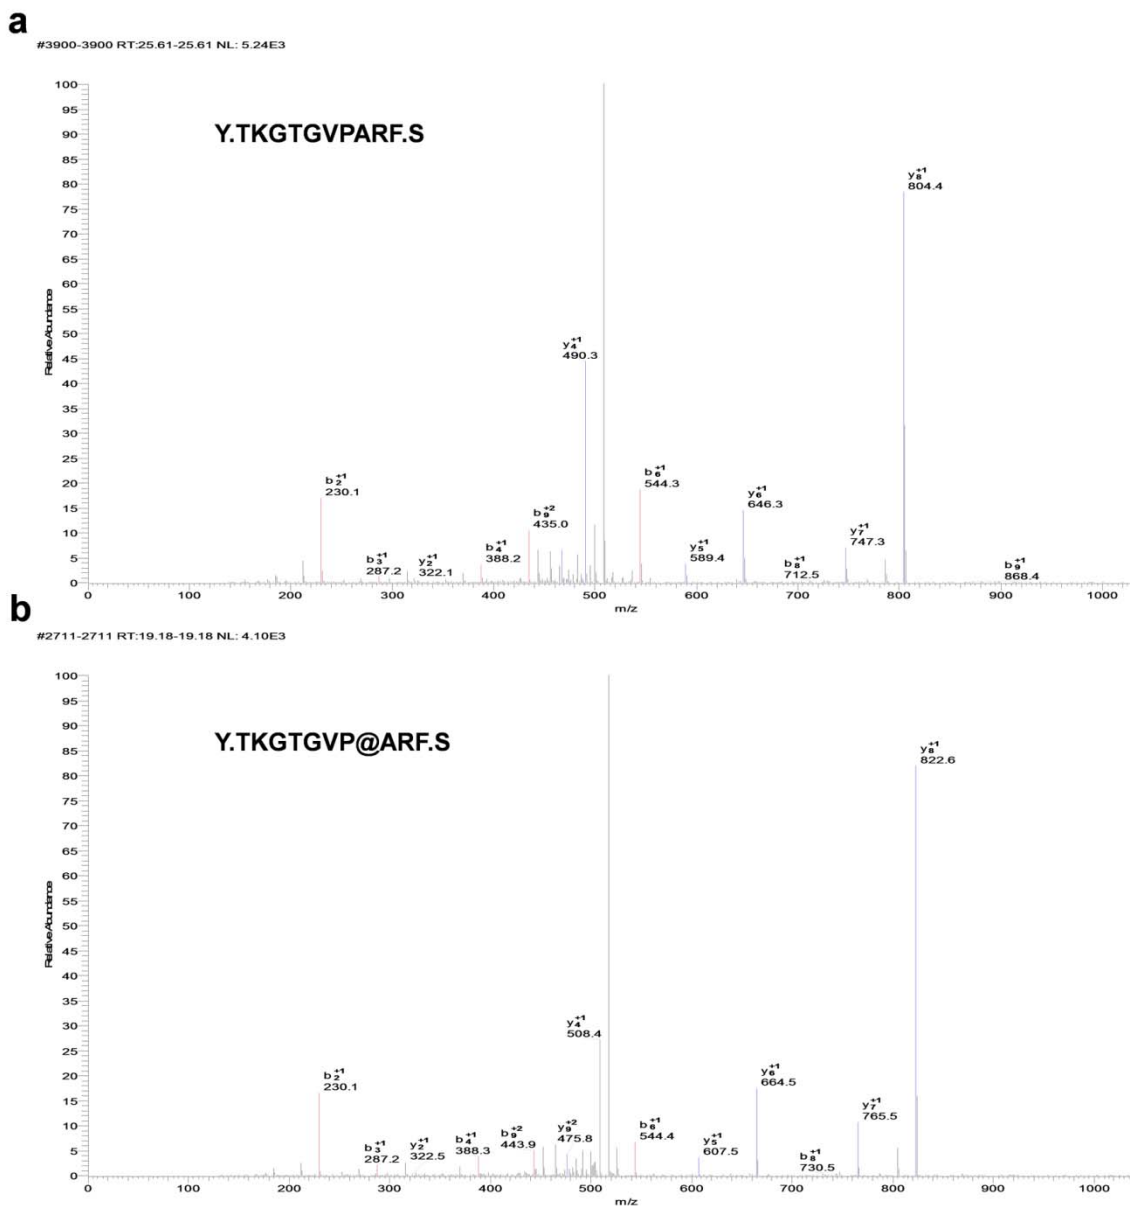 a
#3900-3900 RT:25.61-25.61 NL: 5.24E3
Y.TKGTGVPARF.S
Relative Abundance
100
95
90
85
80
75
70
65
60
55
50
45
40
35
30
25
20
15
10
5
0
y8+1
804.4
y4+1
490.3
b2+1
230.1
b6+1
544.3
b9+2
435.0
y6+1
646.3
b3+1
287.2
y2+1
322.1
b4+1
388.2
y5+1
589.4
y7+1
747.3
b8+1
712.5
b9+1
868.4
0 100 200 300 400 500 600 700 800 900 1000
m/z
b
#2711-2711 RT:19.18-19.18 NL: 4.10E3
Y.TKGTGVP@ARF.S
Relative Abundance
100
95
90
85
80
75
70
65
60
55
50
45
40
35
30
25
20
15
10
5
0
y8+1
822.6
y4+1
508.4
b2+1
230.1
y6+1
664.5
b3+1
287.2
y2+1
322.5
b4+1
388.3
b9+2
443.9
y9+2
475.8
b6+1
544.4
y5+1
607.5
y7+1
765.5
b8+1
730.5
0 100 200 300 400 500 600 700 800 900 1000
m/z